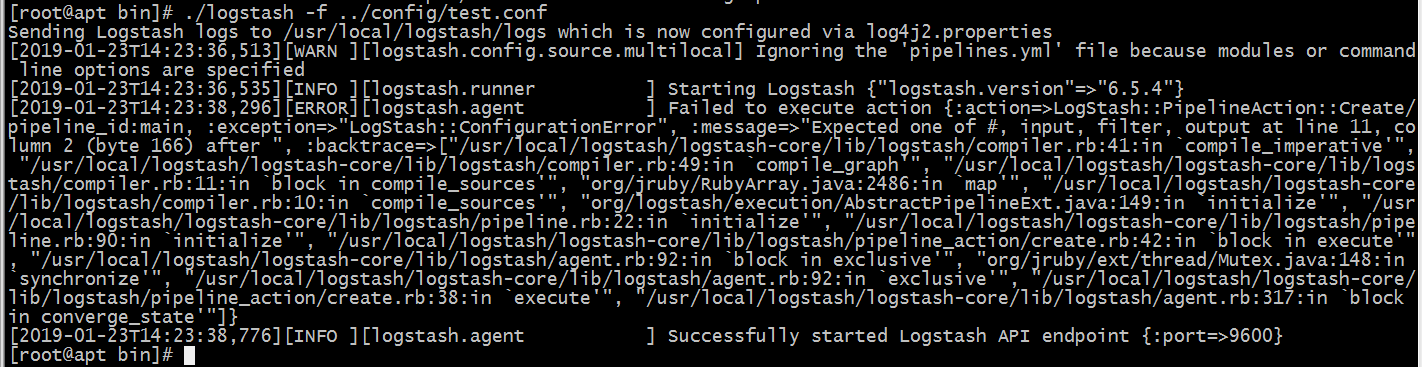 [root@apt bin]# ./logstash -f ../config/test.conf
Sending Logstash logs to /usr/local/logstash/logs which is now configured via log4j2.properties
[2019-01-23T14:23:36,513][WARN ][logstash.config.source.multilocal] Ignoring the 'pipelines.yml' file because modules or command
 line options are specified
[2019-01-23T14:23:36,535][INFO ][logstash.runner          ] Starting Logstash {"logstash.version"=>"6.5.4"}
[2019-01-23T14:23:38,296][ERROR][logstash.agent           ] Failed to execute action {:action=>LogStash::PipelineAction::Create/
pipeline_id:main, :exception=>"LogStash::ConfigurationError", :message=>"Expected one of #, input, filter, output at line 11, co
lumn 2 (byte 166) after ", :backtrace=>["/usr/local/logstash/logstash-core/lib/logstash/compiler.rb:41:in `compile_imperative'",
 "/usr/local/logstash/logstash-core/lib/logstash/compiler.rb:49:in `compile_graph'", "/usr/local/logstash/logstash-core/lib/logs
tash/compiler.rb:11:in `block in compile_sources'", "org/jruby/RubyArray.java:2486:in `map'", "/usr/local/logstash/logstash-core
/lib/logstash/compiler.rb:10:in `compile_sources'", "org/logstash/execution/AbstractPipelineExt.java:149:in `initialize'", "/usr
/local/logstash/logstash-core/lib/logstash/pipeline.rb:22:in `initialize'", "/usr/local/logstash/logstash-core/lib/logstash/pipe
line.rb:90:in `initialize'", "/usr/local/logstash/logstash-core/lib/logstash/pipeline_action/create.rb:42:in `block in execute'"
, "/usr/local/logstash/logstash-core/lib/logstash/agent.rb:92:in `block in exclusive'", "org/jruby/ext/thread/Mutex.java:148:in
`synchronize'", "/usr/local/logstash/logstash-core/lib/logstash/agent.rb:92:in `exclusive'", "/usr/local/logstash/logstash-core/
lib/logstash/pipeline_action/create.rb:38:in `execute'", "/usr/local/logstash/logstash-core/lib/logstash/agent.rb:317:in `block
in converge_state'"]}
[2019-01-23T14:23:38,776][INFO ][logstash.agent           ] Successfully started Logstash API endpoint {:port=>9600}
[root@apt bin]#